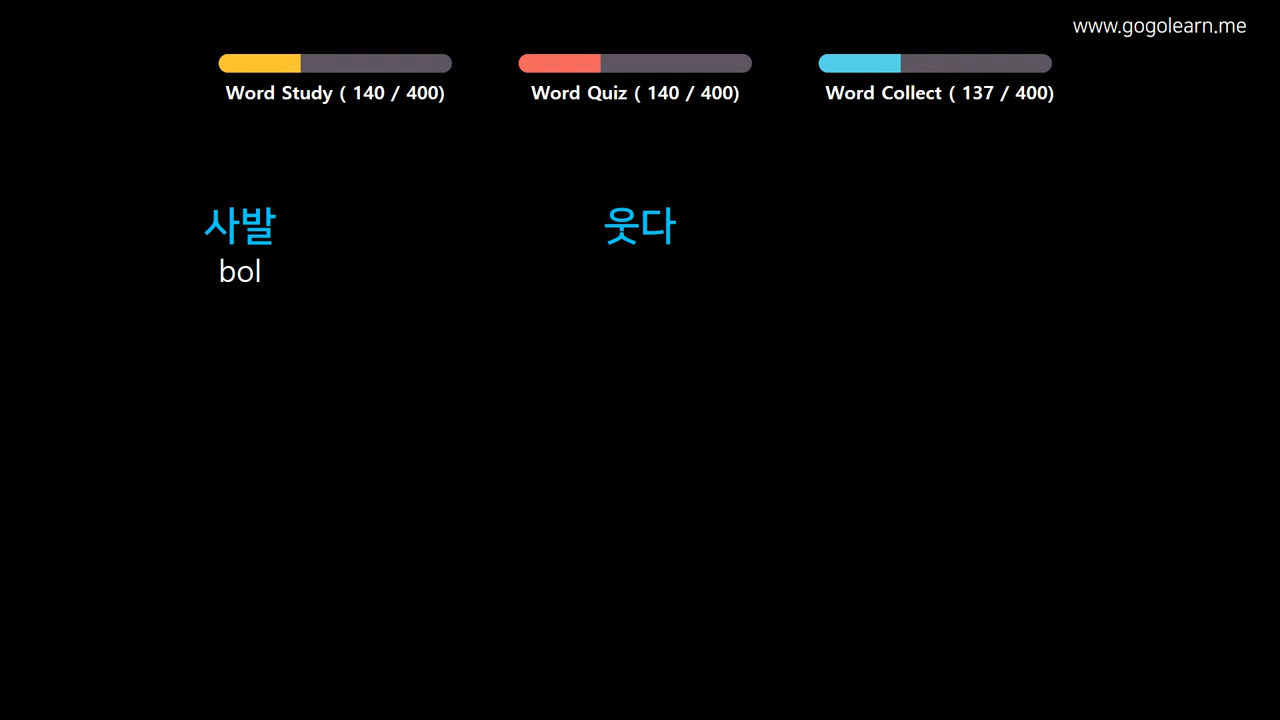 www.gogolearn.me
Word Study ( 140 / 400)
Word Quiz ( 140 / 400)
Word Collect ( 137 / 400)
사발
bol
웃다